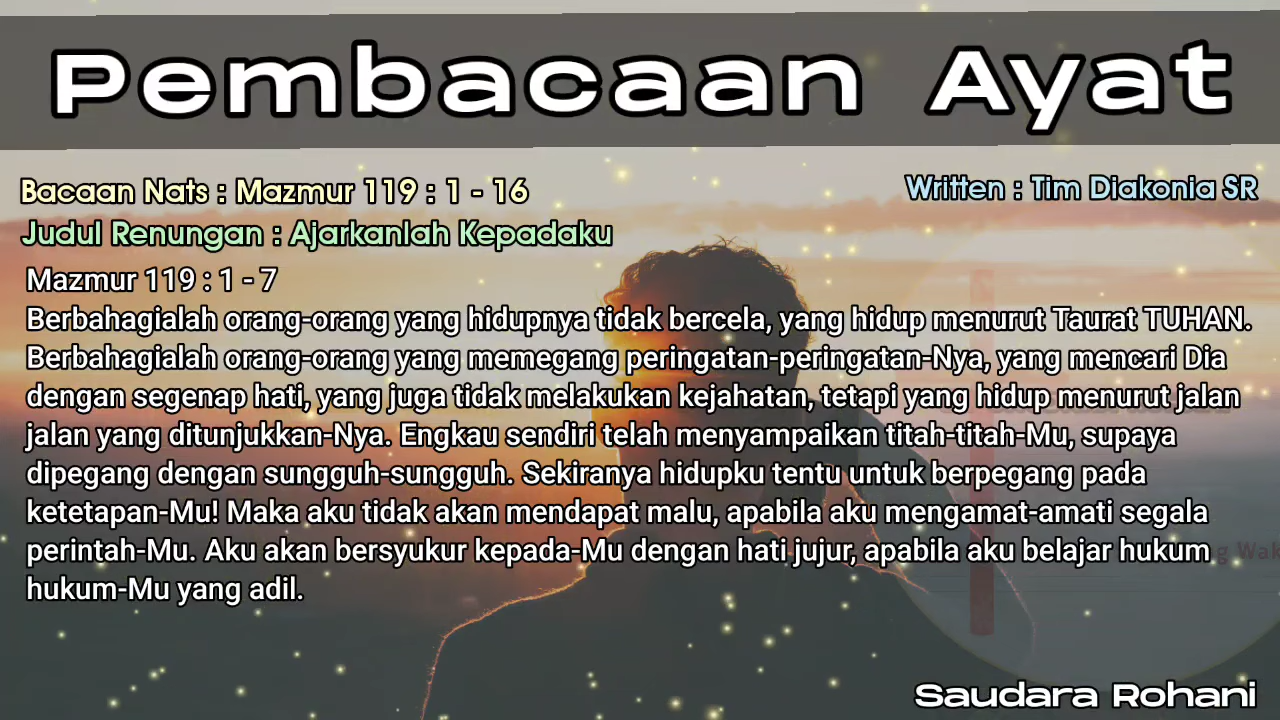 Pembacaan Ayat
Bacaan Nats : Mazmur 119 : 1 - 16
Written : Tim Diakonia SR
Judul Renungan : Ajarkanlah Kepadaku
Mazmur 119 : 1 - 7
Berbahagialah orang-orang yang hidupnya tidak bercela, yang hidup menurut Taurat TUHAN.
Berbahagialah orang-orang yang memegang peringatan-peringatan-Nya, yang mencari Dia
dengan segenap hati, yang juga tidak melakukan kejahatan, tetapi yang hidup menurut jalan
jalan yang ditunjukkan-Nya. Engkau sendiri telah menyampaikan titah-titah-Mu, supaya
dipegang dengan sungguh-sungguh. Sekiranya hidupku tentu untuk berpegang pada
ketetapan-Mu! Maka aku tidak akan mendapat malu, apabila aku mengamat-amati segala
perintah-Mu. Aku akan bersyukur kepada-Mu dengan hati jujur, apabila aku belajar hukum
hukum-Mu yang adil.
Saudara Rohani